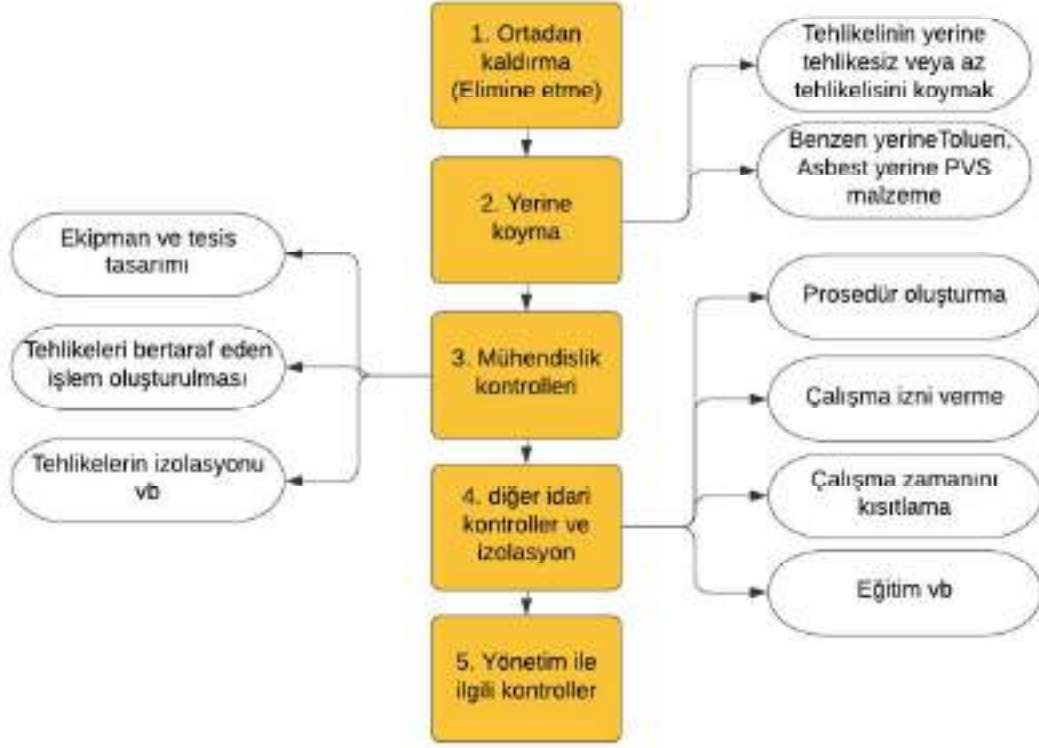 1. Ortadan
kaldırma
(Elimine etme)
Tehlikelinin yerine
tehlikesiz veya az
tehlikelisini koymak
Benzen yerineToluen,
Asbest yerine PVS
malzeme
2. Yerine
koyma
Ekipman ve tesis
tasarımı
Tehlikeleri bertaraf eden
işlem oluşturulması
Tehlikelerin izolasyonu
vb
3. Mühendislik
kontrolleri
Prosedür oluşturma
Çalışma izni verme
Çalışma zamanını
kısıtlama
Eğitim vb
4. diğer idari
kontroller ve
izolasyon
5. Yönetim ile
ilgili kontroller